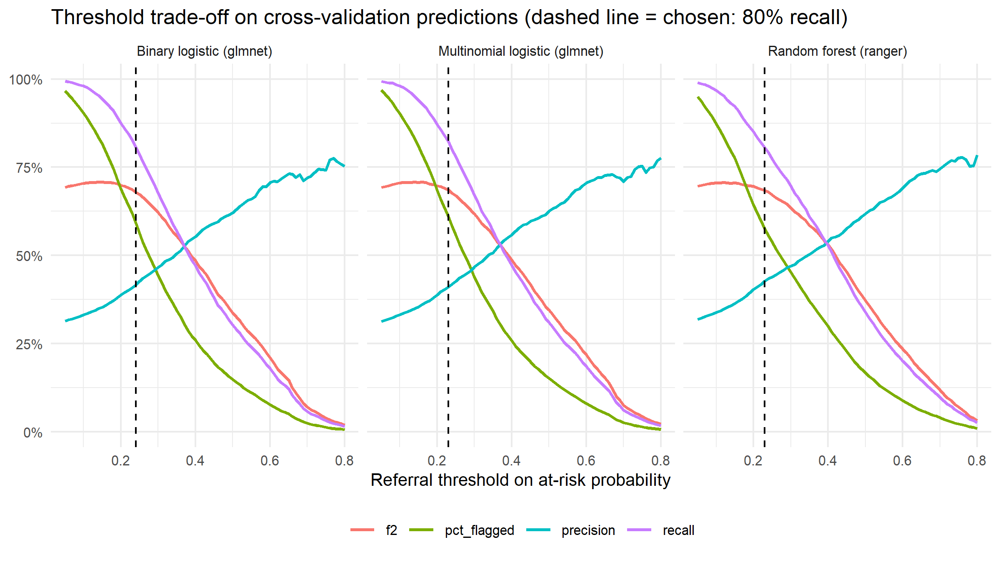 Threshold trade-off on cross-validation predictions (dashed line = chosen: 80% recall)
Binary logistic (glmnet) Multinomial logistic (glmnet) Random forest (ranger)
100%
75%
50%
25%
0%
0.2 0.4 0.6 0.8 0.2 0.4 0.6 0.8 0.2 0.4 0.6 0.8
Referral threshold on at-risk probability
f2 pct_flagged precision recall